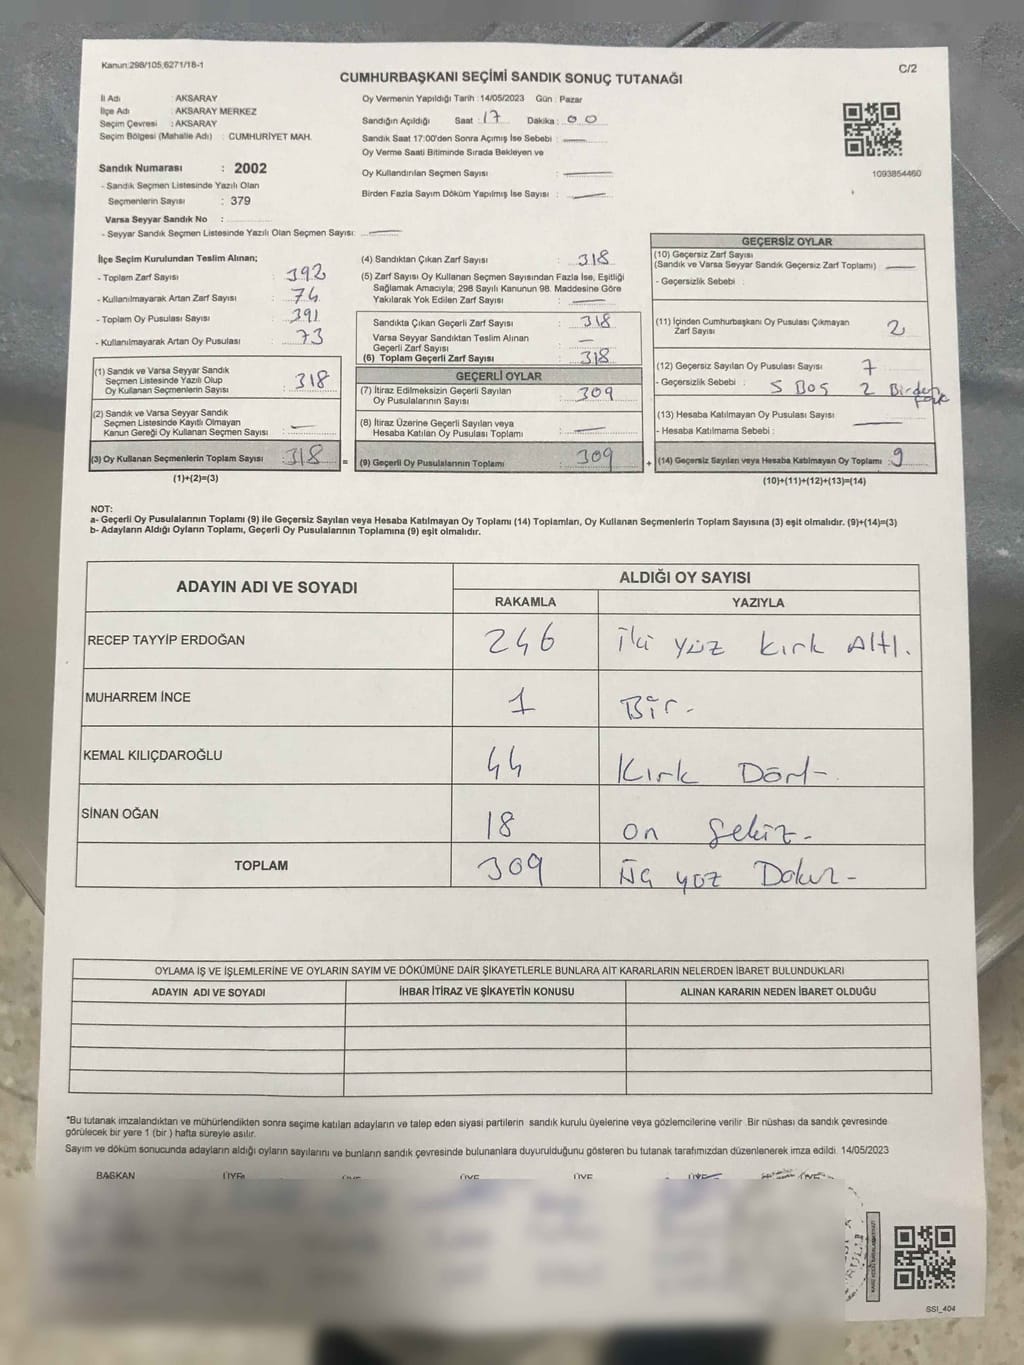 Kanun:298/105,6271/18-1
C/2
CUMHURBAŞKANI SEÇİMİ SANDIK SONUÇ TUTANAĞI
İl Adı : AKSARAY
İlçe Adı : AKSARAY MERKEZ
Seçim Çevresi : AKSARAY
Seçim Bölgesi (Mahalle Adı) : CUMHURİYET MAH.
Sandık Numarası : 2002
- Sandık Seçmen Listesinde Yazılı Olan
Seçmenlerin Sayısı : 379
Varsa Seyyar Sandık No :
- Seyyar Sandık Seçmen Listesinde Yazılı Olan Seçmen Sayısı:
Oy Vermenin Yapıldığı Tarih : 14/05/2023 Gün : Pazar
Sandığın Açıldığı Saat : 17 Dakika : 00
Sandık Saat 17:00'den Sonra Açımış İse Sebebi :
Oy Verme Saati Bitiminde Sırada Bekleyen ve
Oy Kullandırılan Seçmen Sayısı :
Birden Fazla Sayım Döküm Yapılmış İse Sayısı :
1093854460
İlçe Seçim Kurulundan Teslim Alınan;
- Toplam Zarf Sayısı : 392
- Kullanılmayarak Artan Zarf Sayısı : 74
- Toplam Oy Pusulası Sayısı : 391
- Kullanılmayarak Artan Oy Pusulası : 73
(1) Sandık ve Varsa Seyyar Sandık
Seçmen Listesinde Yazılı Olup
Oy Kullanan Seçmenlerin Sayısı : 318
(2) Sandık ve Varsa Seyyar Sandık
Seçmen Listesinde Kayıtlı Olmayan
Kanun Gereği Oy Kullanan Seçmen Sayısı : —
(3) Oy Kullanan Seçmenlerin Toplam Sayısı : 318
(1)+(2)=(3)
=
(4) Sandıktan Çıkan Zarf Sayısı : 318
(5) Zarf Sayısı Oy Kullanan Seçmen Sayısından Fazla İse, Eşitliği
Sağlamak Amacıyla; 298 Sayılı Kanunun 98. Maddesine Göre
Yakılarak Yok Edilen Zarf Sayısı : —
Sandıkta Çıkan Geçerli Zarf Sayısı : 318
Varsa Seyyar Sandıktan Teslim Alınan
Geçerli Zarf Sayısı : —
(6) Toplam Geçerli Zarf Sayısı : 318
GEÇERLİ OYLAR
(7) İtiraz Edilmeksizin Geçerli Sayılan
Oy Pusulalarının Sayısı : 309
(8) İtiraz Üzerine Geçerli Sayılan veya
Hesaba Katılan Oy Pusulası Toplamı : —
(9) Geçerli Oy Pusulalarının Toplamı : 309
+
GEÇERSİZ OYLAR
(10) Geçersiz Zarf Sayısı
(Sandık ve Varsa Seyyar Sandık Geçersiz Zarf Toplamı) —
- Geçersizlik Sebebi :
(11) İçinden Cumhurbaşkanı Oy Pusulası Çıkmayan
Zarf Sayısı : 2
(12) Geçersiz Sayılan Oy Pusulası Sayısı : 7
- Geçersizlik Sebebi : 5 Boş 2 Birden
(13) Hesaba Katılmayan Oy Pusulası Sayısı : —
- Hesaba Katılmama Sebebi :
(14) Geçersiz Sayılan veya Hesaba Katılmayan Oy Toplamı : 9
(10)+(11)+(12)+(13)=(14)
NOT:
a- Geçerli Oy Pusulalarının Toplamı (9) ile Geçersiz Sayılan veya Hesaba Katılmayan Oy Toplamı (14) Toplamları, Oy Kullanan Seçmenlerin Toplam Sayısına (3) eşit olmalıdır. (9)+(14)=(3)
b- Adayların Aldığı Oyların Toplamı, Geçerli Oy Pusulalarının Toplamına (9) eşit olmalıdır.
ADAYIN ADI VE SOYADI
ALDIĞI OY SAYISI
RAKAMLA YAZIYLA
RECEP TAYYİP ERDOĞAN 246 iki yüz kırk Altı.
MUHARREM İNCE 1 Bir-
KEMAL KILIÇDAROĞLU 44 Kırk Dört-
SİNAN OĞAN 18 on Sekiz-
TOPLAM 309 Üç yüz Dokuz-
OYLAMA İŞ VE İŞLEMLERİNE VE OYLARIN SAYIM VE DÖKÜMÜNE DAİR ŞİKAYETLERLE BUNLARA AİT KARARLARIN NELERDEN İBARET BULUNDUKLARI
ADAYIN ADI VE SOYADI İHBAR İTİRAZ VE ŞİKAYETİN KONUSU ALINAN KARARIN NEDEN İBARET OLDUĞU
*Bu tutanak imzalandıktan ve mühürlendikten sonra seçime katılan adayların ve talep eden siyasi partilerin sandık kurulu üyelerine veya gözlemcilerine verilir. Bir nüshası da sandık çevresinde
görülecek bir yere 1 (bir ) hafta süreyle asılır.
Sayım ve döküm sonucunda adayların aldığı oyların sayılarını ve bunların sandık çevresinde bulunanlara duyurulduğunu gösteren bu tutanak tarafımızdan düzenlenerek imza edildi. 14/05/2023
BAŞKAN ÜYE ÜYE ÜYE ÜYE ÜYE ÜYE
SSI_404